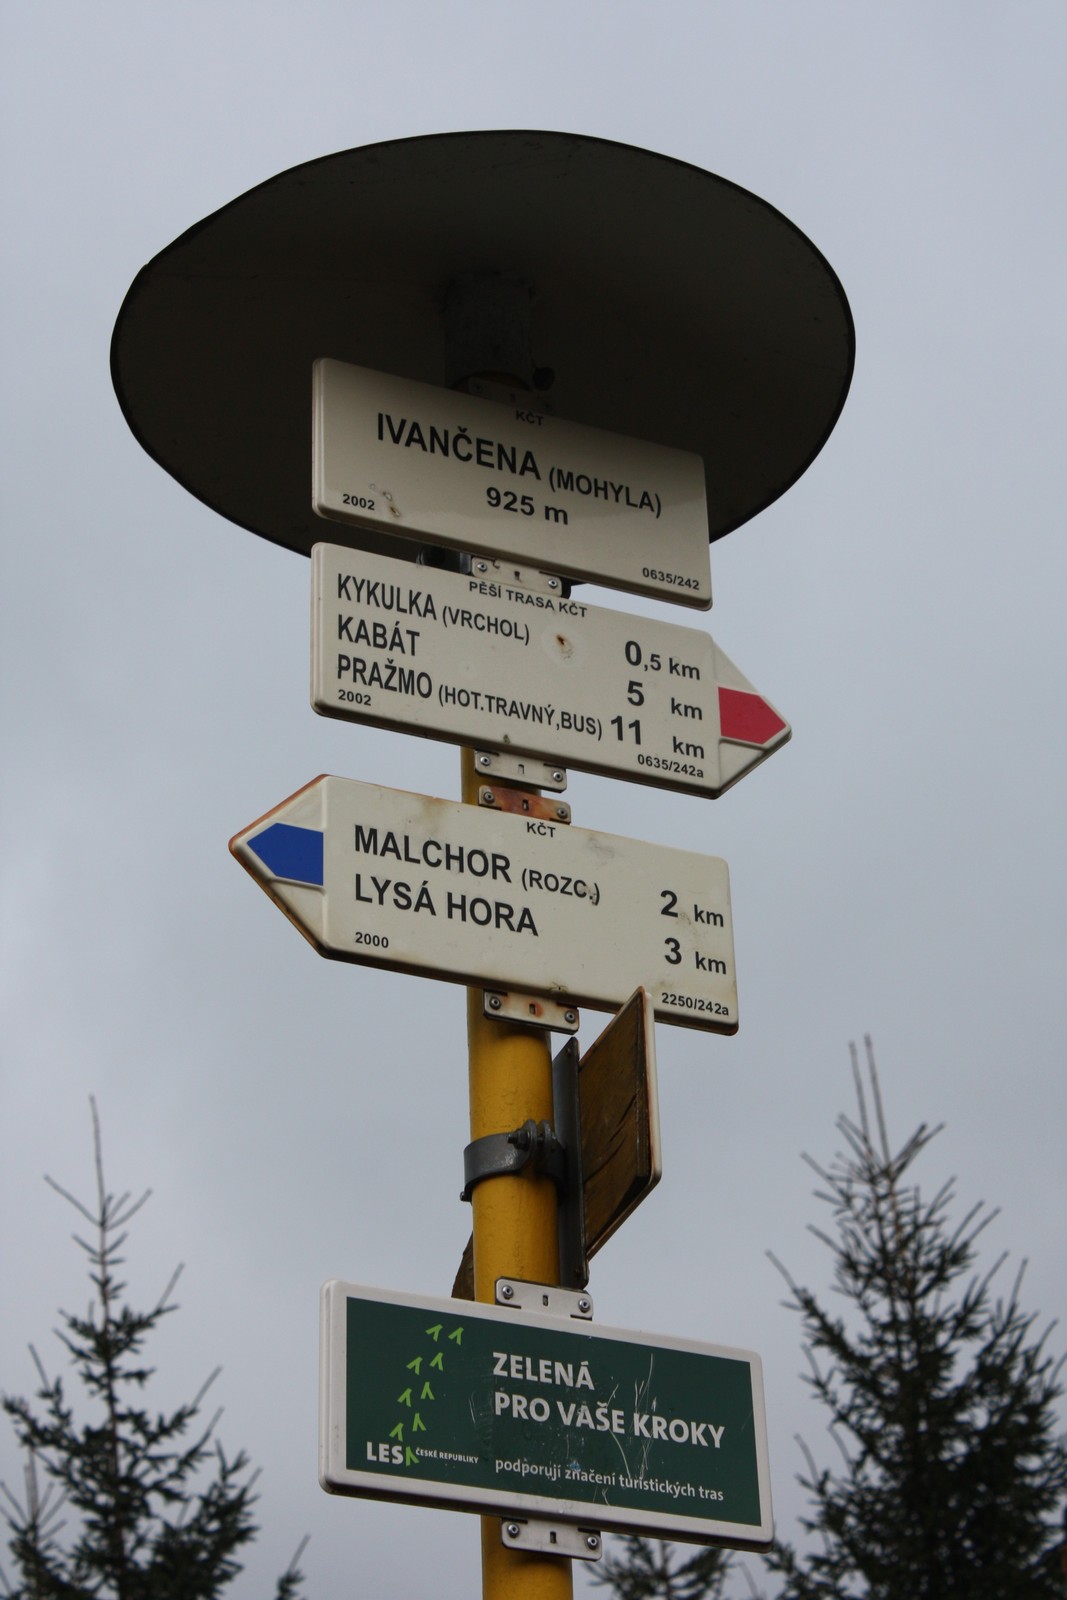 KČT
IVANČENA (MOHYLA)
925 m
2002
0635/242
PĚŠÍ TRASA KČT
KYKULKA (VRCHOL) 0,5 km
KABÁT 5 km
PRAŽMO (HOT.TRAVNÝ,BUS) 11 km
2002
0635/242a
KČT
MALCHOR (ROZC.) 2 km
LYSÁ HORA 3 km
2000
2250/242a
ZELENÁ
PRO VAŠE KROKY
LESY ČESKÉ REPUBLIKY
podporují značení turistických tras